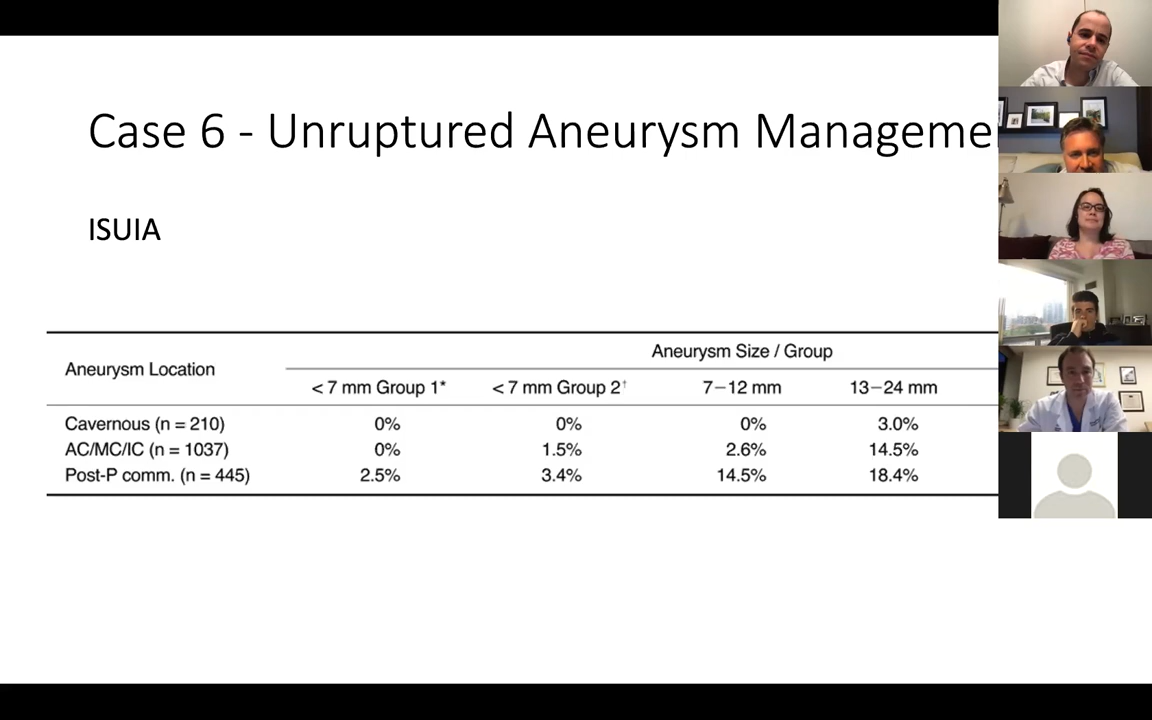 Case 6 - Unruptured Aneurysm Manageme
ISUIA
Aneurysm Size / Group
Aneurysm Location
< 7 mm Group 1* < 7 mm Group 2† 7–12 mm 13–24 mm
Cavernous (n = 210) 0% 0% 0% 3.0%
AC/MC/IC (n = 1037) 0% 1.5% 2.6% 14.5%
Post-P comm. (n = 445) 2.5% 3.4% 14.5% 18.4%